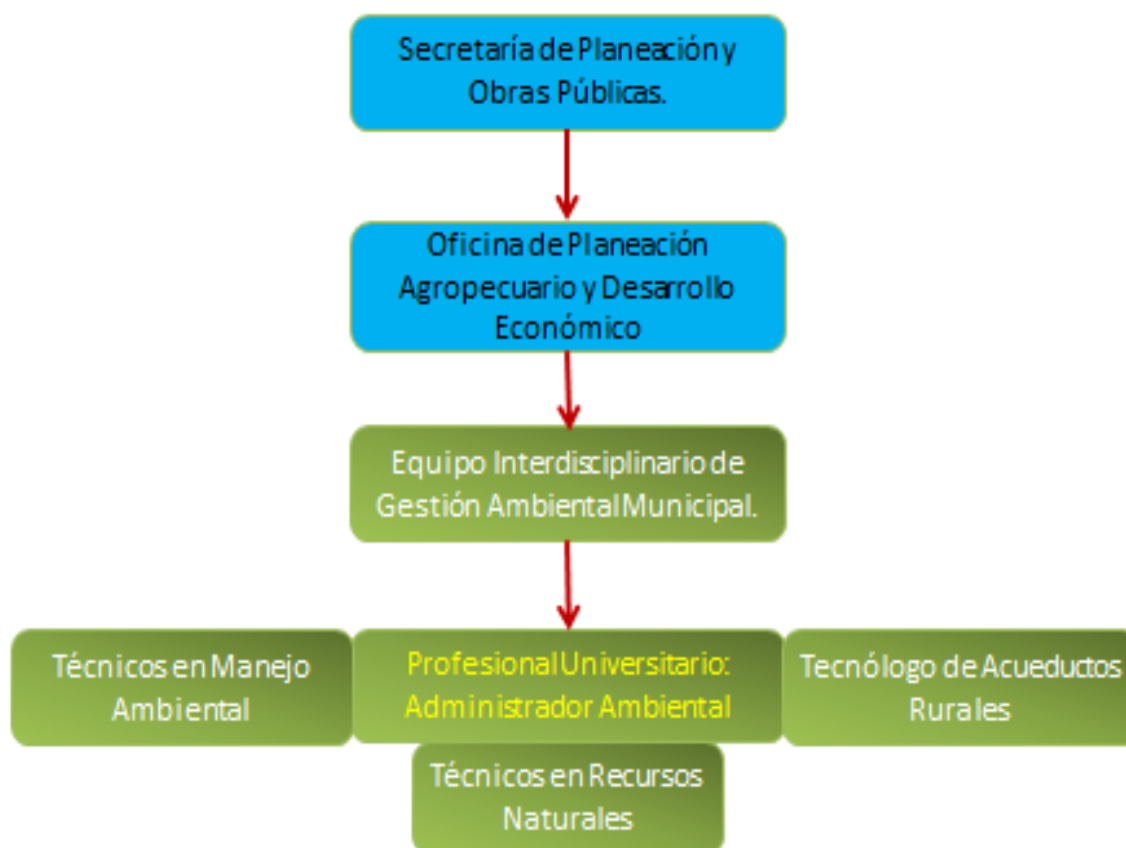 Secretaría de Planeación y
Obras Públicas.
Oficina de Planeación
Agropecuario y Desarrollo
Económico
Equipo Interdisciplinario de
Gestión Ambiental Municipal.
Técnicos en Manejo
Ambiental
Profesional Universitario:
Administrador Ambiental
Tecnólogo de Acueductos
Rurales
Técnicos en Recursos
Naturales